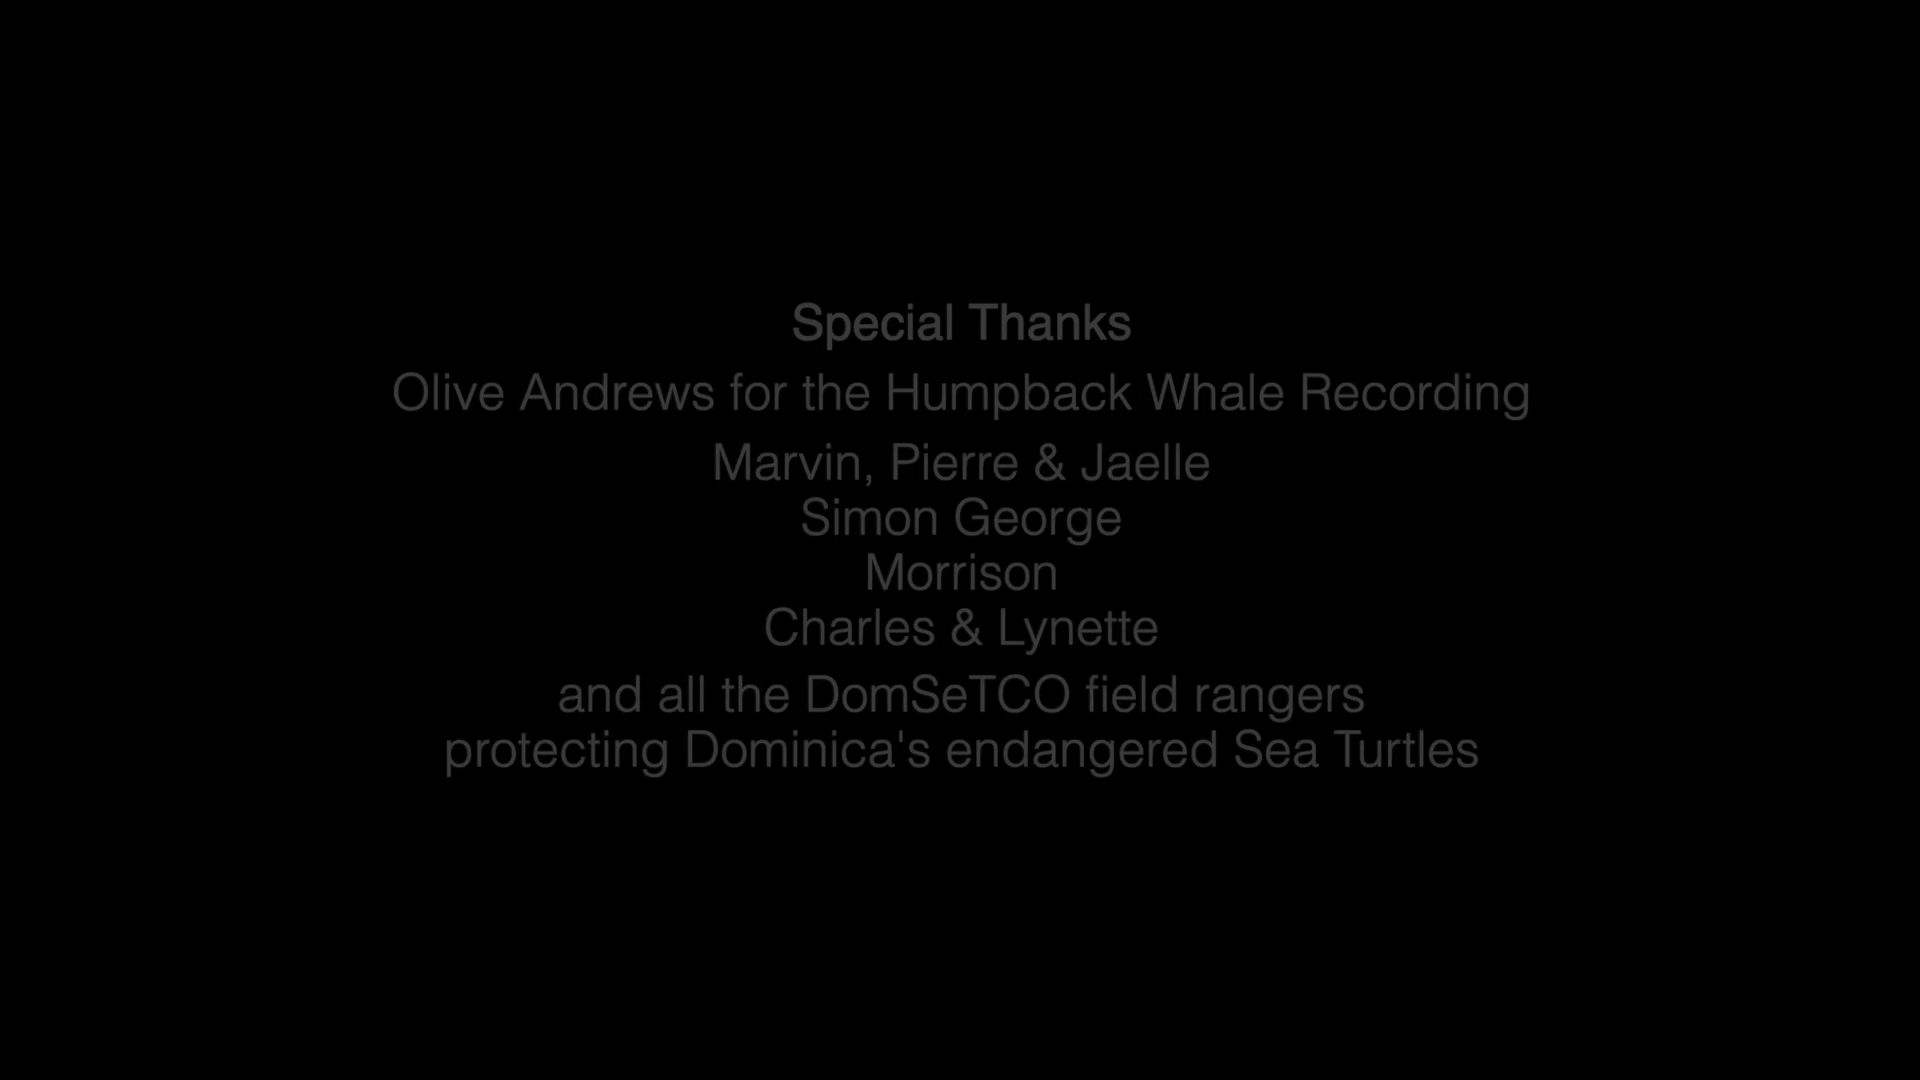 Special Thanks
Olive Andrews for the Humpback Whale Recording
Marvin, Pierre & Jaelle
Simon George
Morrison
Charles & Lynette
and all the DomSeTCO field rangers
protecting Dominica's endangered Sea Turtles